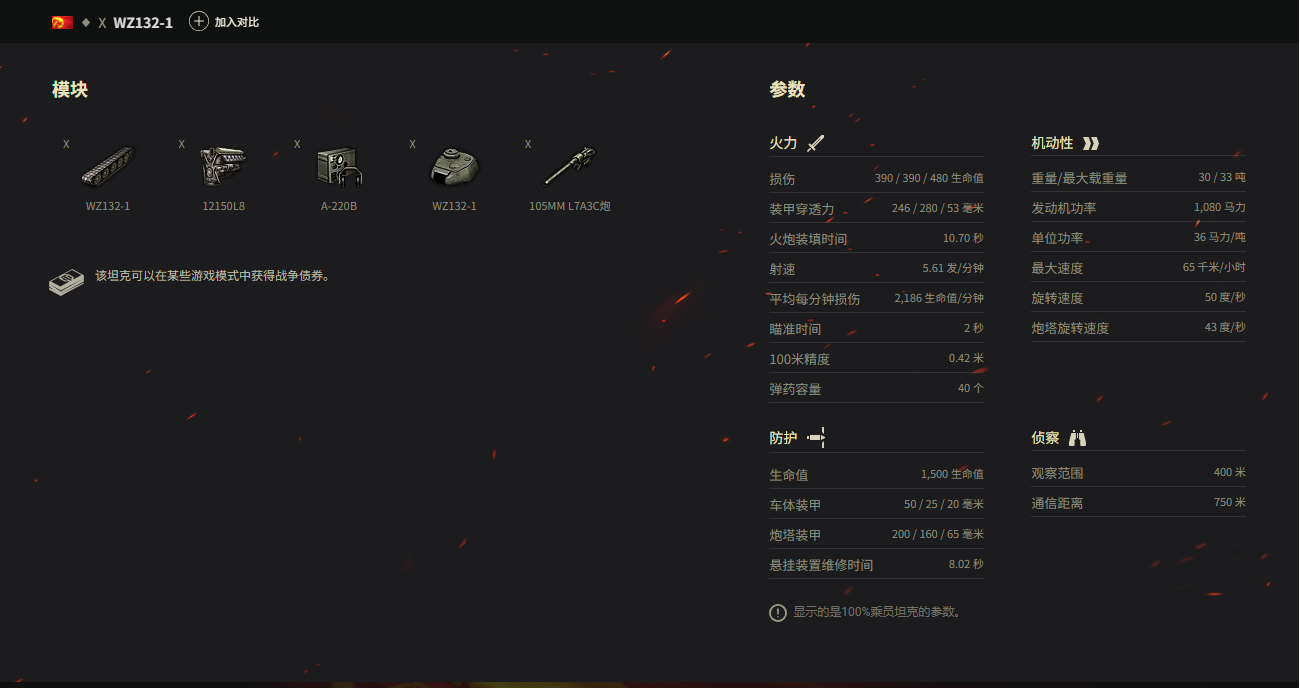 X WZ132-1 加入对比
模块
X X X X X
WZ132-1 12150L8 A-220B WZ132-1 105MM L7A3C炮
该坦克可以在某些游戏模式中获得战争债券。
参数
火力
损伤 390 / 390 / 480 生命值
装甲穿透力 246 / 280 / 53 毫米
火炮装填时间 10.70 秒
射速 5.61 发/分钟
平均每分钟损伤 2,186 生命值/分钟
瞄准时间 2 秒
100米精度 0.42 米
弹药容量 40 个
机动性
重量/最大载重量 30 / 33 吨
发动机功率 1,080 马力
单位功率 36 马力/吨
最大速度 65 千米/小时
旋转速度 50 度/秒
炮塔旋转速度 43 度/秒
防护
生命值 1,500 生命值
车体装甲 50 / 25 / 20 毫米
炮塔装甲 200 / 160 / 65 毫米
悬挂装置维修时间 8.02 秒
侦察
观察范围 400 米
通信距离 750 米
显示的是100%乘员坦克的参数。